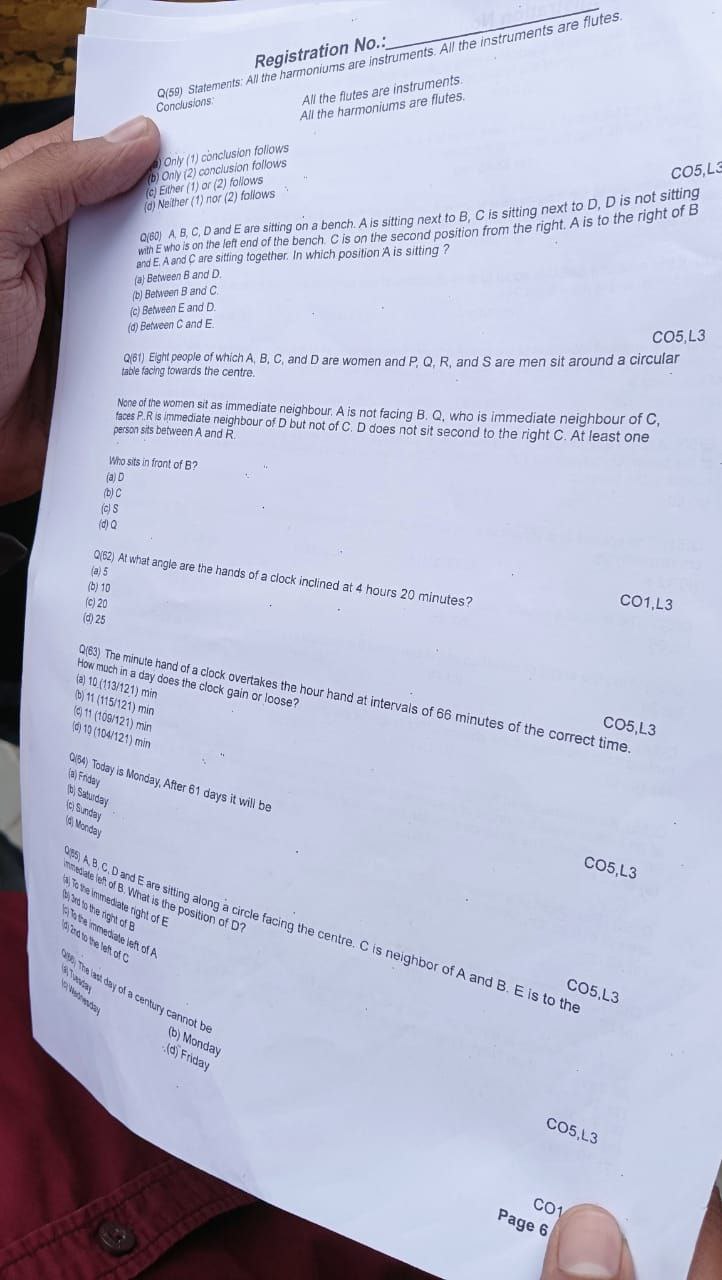 Registration No.:
Q(59) Statements: All the harmoniums are instruments. All the instruments are flutes.
Conclusions:
All the flutes are instruments.
All the harmoniums are flutes.
(a) Only (1) conclusion follows
(b) Only (2) conclusion follows
(c) Either (1) or (2) follows
(d) Neither (1) nor (2) follows
CO5,L3
Q(60) A, B, C, D and E are sitting on a bench. A is sitting next to B, C is sitting next to D, D is not sitting
with E who is on the left end of the bench. C is on the second position from the right. A is to the right of B
and E. A and C are sitting together. In which position A is sitting ?
(a) Between B and D.
(b) Between B and C.
(c) Between E and D.
(d) Between C and E.
CO5,L3
Q(61) Eight people of which A, B, C, and D are women and P, Q, R, and S are men sit around a circular
table facing towards the centre.
None of the women sit as immediate neighbour. A is not facing B. Q, who is immediate neighbour of C,
faces P. R is immediate neighbour of D but not of C. D does not sit second to the right C. At least one
person sits between A and R.
Who sits in front of B?
(a) D
(b) C
(c) S
(d) Q
CO1,L3
Q(62) At what angle are the hands of a clock inclined at 4 hours 20 minutes?
(a) 5
(b) 10
(c) 20
(d) 25
CO5,L3
Q(63) The minute hand of a clock overtakes the hour hand at intervals of 66 minutes of the correct time.
How much in a day does the clock gain or loose?
(a) 10 (113/121) min
(b) 11 (115/121) min
(c) 11 (109/121) min
(d) 10 (104/121) min
CO5,L3
Q(64) Today is Monday, After 61 days it will be
(a) Friday
(b) Saturday
(c) Sunday
(d) Monday
CO5,L3
Q(65) A, B, C, D and E are sitting along a circle facing the centre. C is neighbor of A and B. E is to the
immediate left of B. What is the position of D?
(a) To the immediate right of E
(b) 3rd to the right of B
(c) To the immediate left of A
(d) 2nd to the left of C
CO5,L3
Q(66) The last day of a century cannot be
(a) Tuesday
(b) Monday
(c) Wednesday
(d) Friday
CO1
Page 6